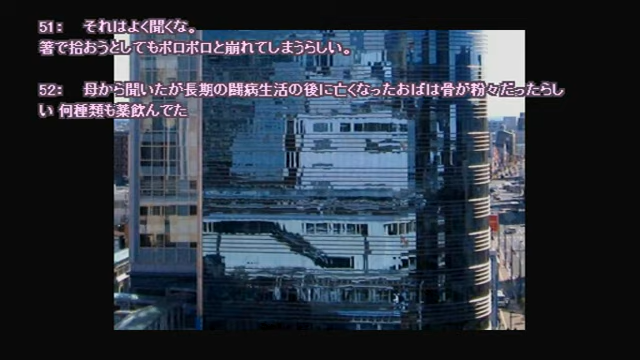 51:　それはよく聞くな。
箸で拾おうとしてもポロポロと崩れてしまうらしい。
52:　母から聞いたが長期の闘病生活の後に亡くなったおばは骨が粉々だったらし
い 何種類も薬飲んでた